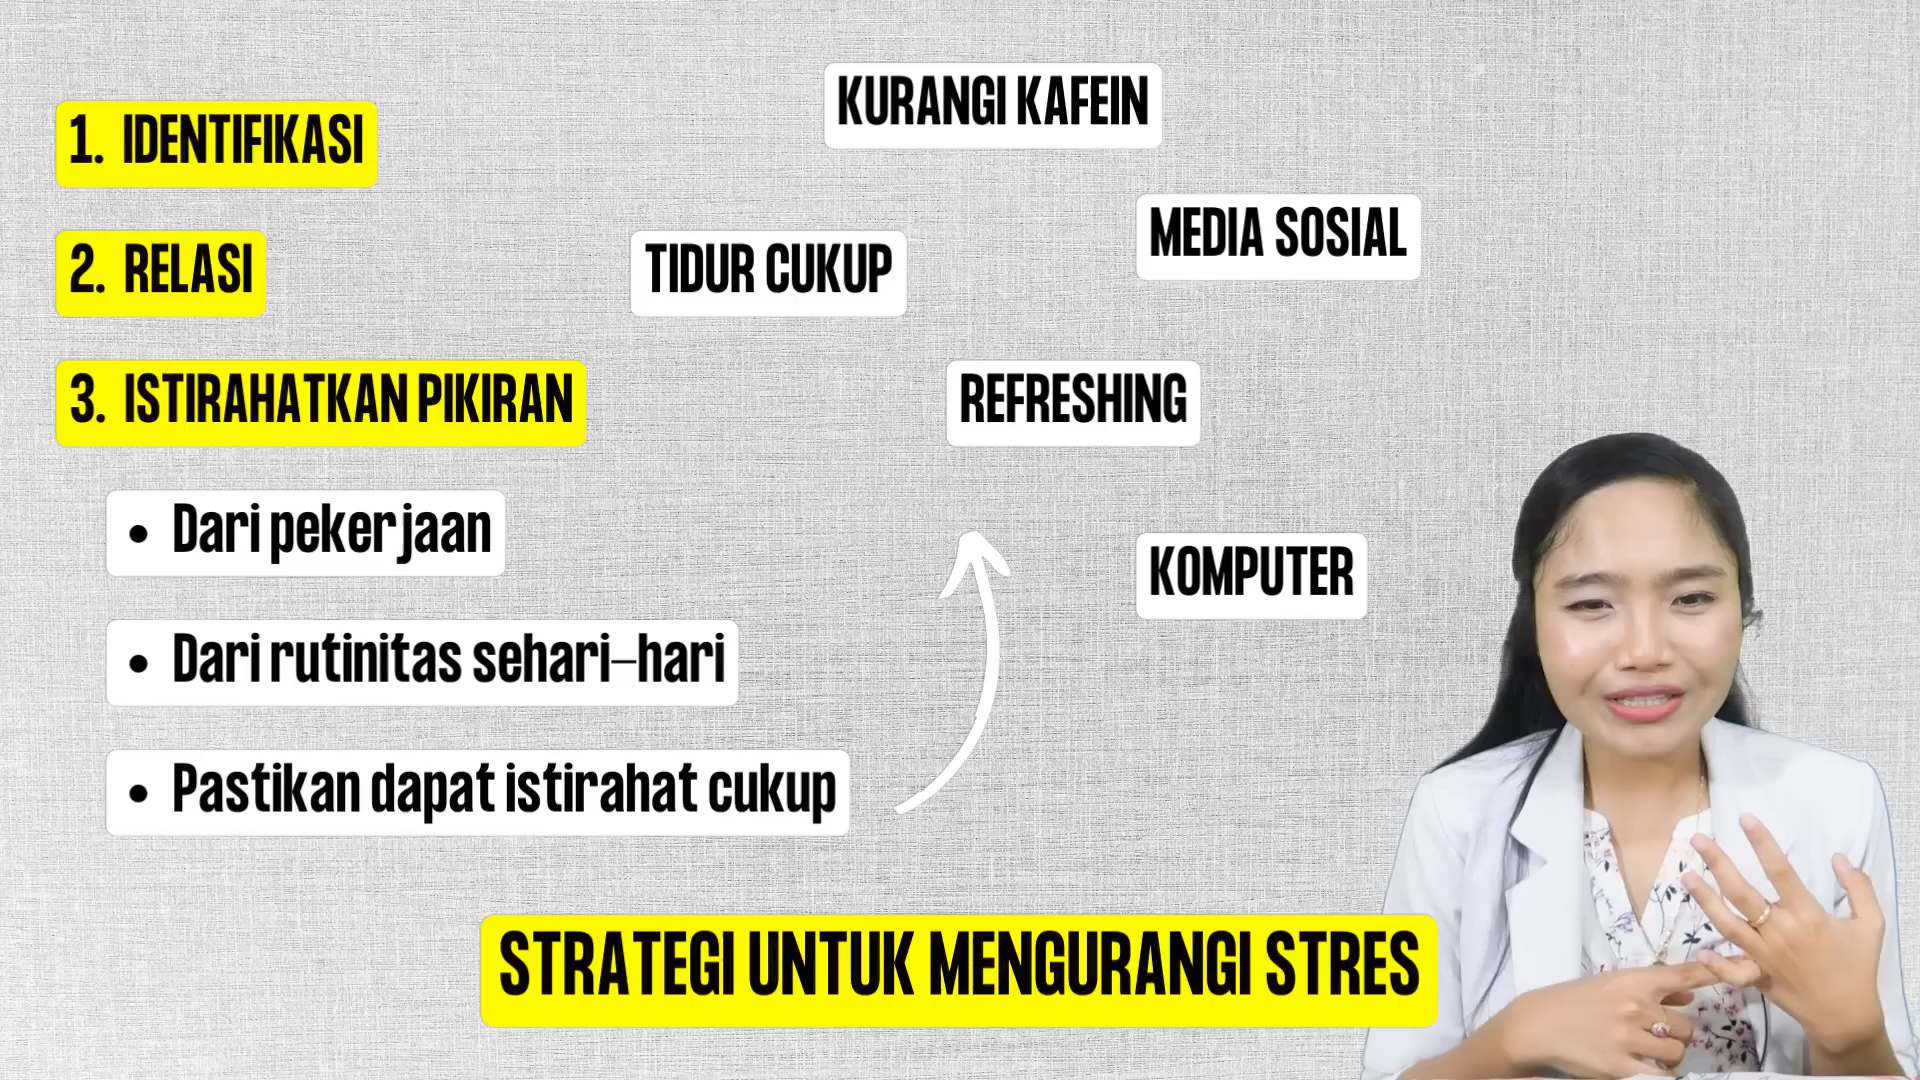 1. IDENTIFIKASI
2. RELASI
3. ISTIRAHATKAN PIKIRAN
• Dari pekerjaan
• Dari rutinitas sehari-hari
• Pastikan dapat istirahat cukup
KURANGI KAFEIN
MEDIA SOSIAL
TIDUR CUKUP
REFRESHING
KOMPUTER
STRATEGI UNTUK MENGURANGI STRES